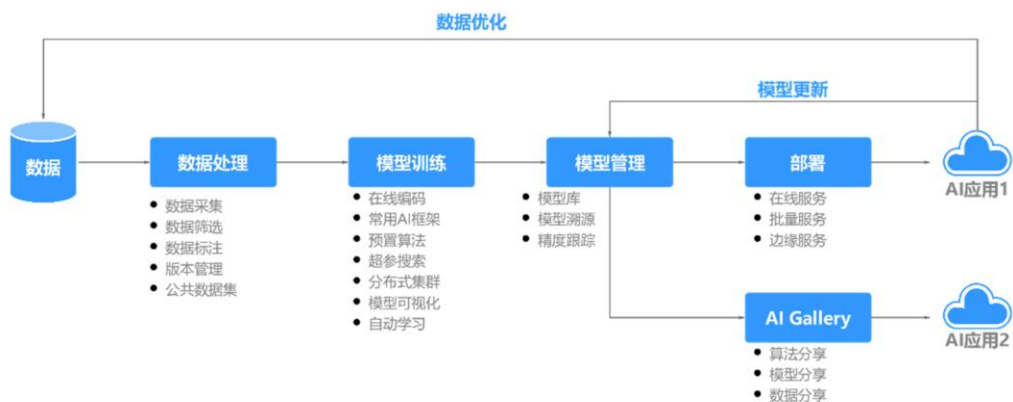 数据优化
模型更新
数据
数据处理
数据采集
数据筛选
数据标注
版本管理
公共数据集
模型训练
在线编码
常用AI框架
预置算法
超参搜索
分布式集群
模型可视化
自动学习
模型管理
模型库
模型溯源
精度跟踪
部署
在线服务
批量服务
边缘服务
AI应用1
AI Gallery
算法分享
模型分享
数据分享
AI应用2